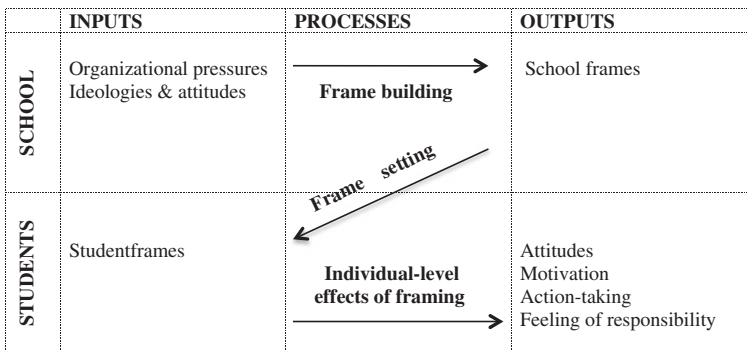 INPUTS PROCESSES OUTPUTS
SCHOOL
Organizational pressures
Ideologies & attitudes
Frame building
School frames
Frame setting
STUDENTS
Studentframes
Individual-level
effects of framing
Attitudes
Motivation
Action-taking
Feeling of responsibility